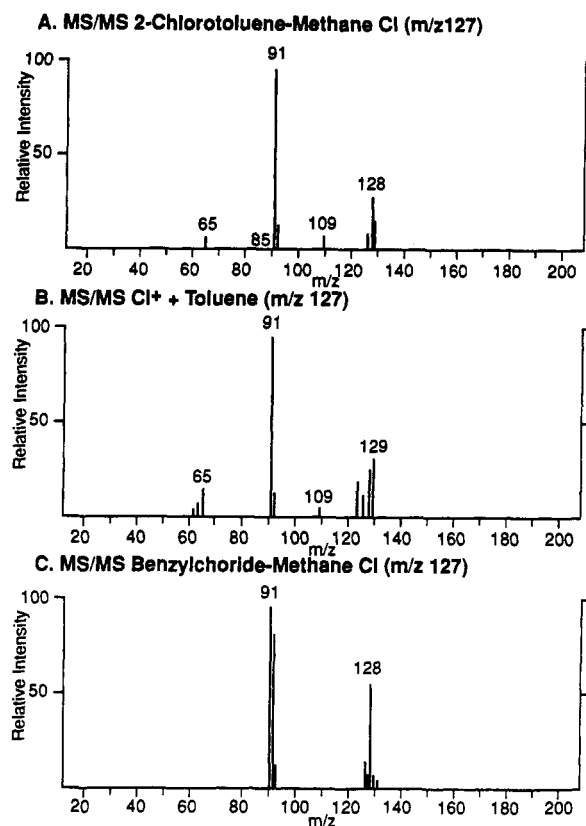 A. MS/MS 2-Chlorotoluene-Methane CI (m/z127)
Relative Intensity
100
50
91
65
85
109
128
20 40 60 80 100 120 140 160 180 200
m/z
B. MS/MS Cl+ + Toluene (m/z 127)
Relative Intensity
100
50
91
65
109
129
20 40 60 80 100 120 140 160 180 200
m/z
C. MS/MS Benzylchoride-Methane CI (m/z 127)
Relative Intensity
100
50
91
128
20 40 60 80 100 120 140 160 180 200
m/z